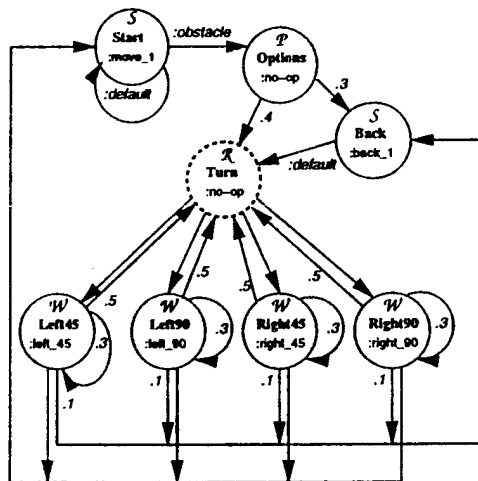 S
Start
:move_1
:default
:obstacle
P
Options
:no-op
.3
.4
S
Back
:back_1
:default
R
Turn
:no-op
.5
.5
.5
.5
W
Left45
:left_45
.3
.1
W
Left90
:left_90
.3
.1
W
Right45
:right_45
.3
.1
W
Right90
:right_90
.3
.1